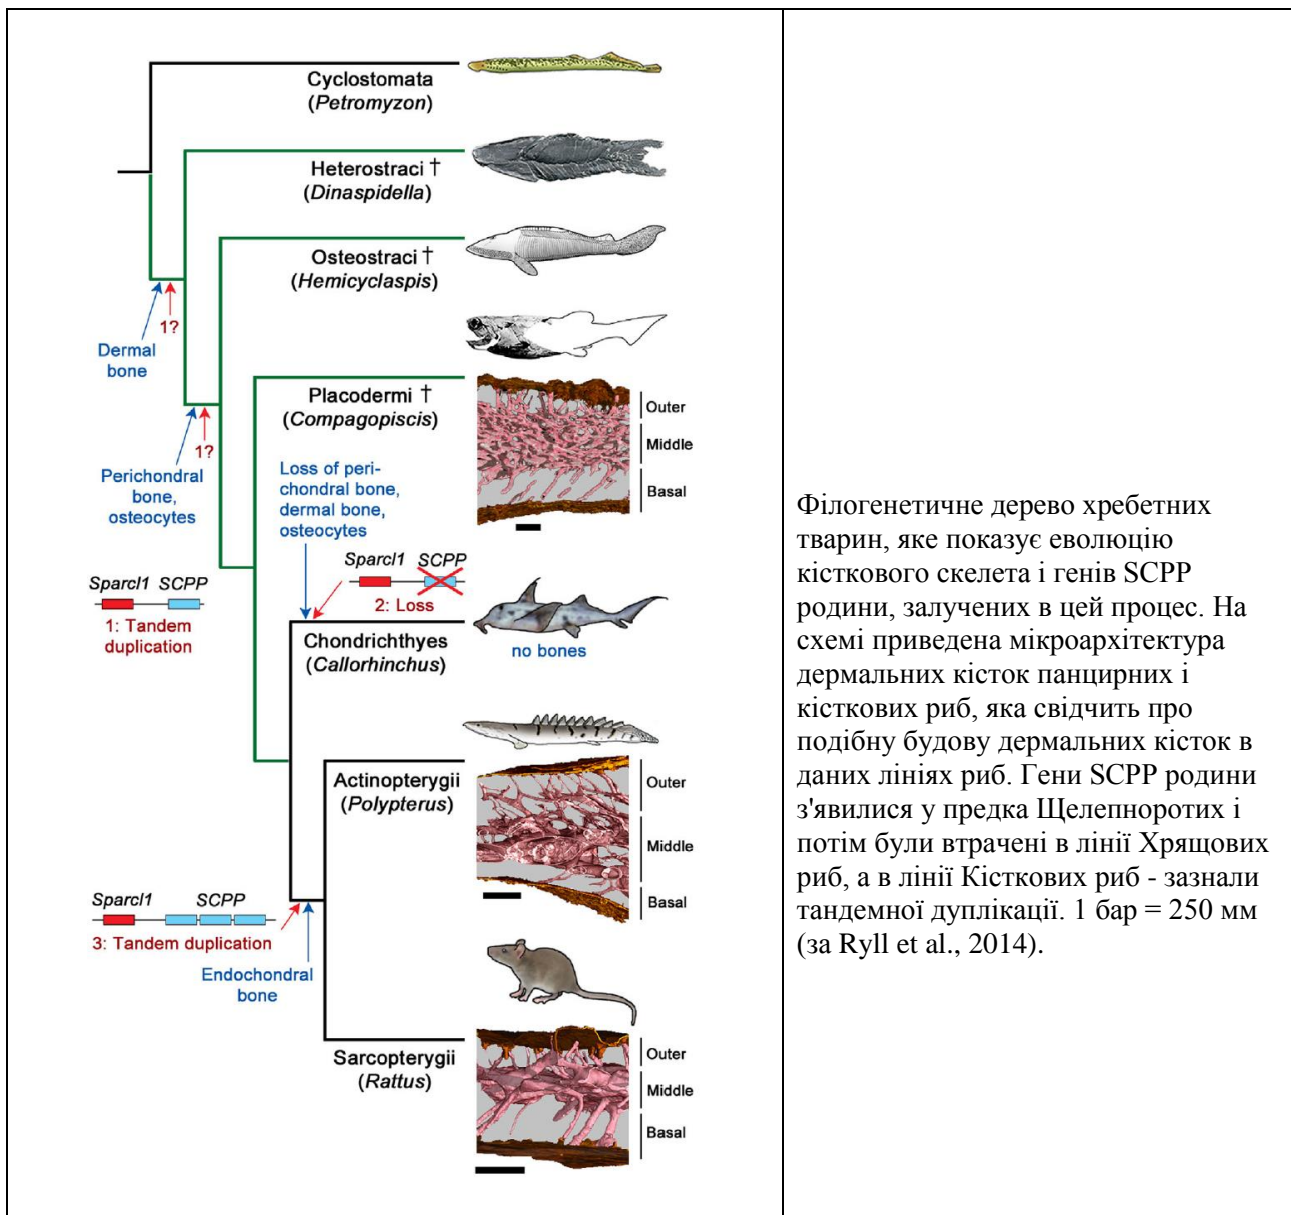 Cyclostomata
(Petromyzon)
Heterostraci †
(Dinaspidella)
Osteostraci †
(Hemicyclaspis)
1?
Dermal
bone
Placodermi †
(Compagopiscis)
Outer
Middle
Basal
1?
Perichondral
bone,
osteocytes
Loss of peri-
chondral bone,
dermal bone,
osteocytes
Sparcl1 SCPP
2: Loss
Sparcl1 SCPP
1: Tandem
duplication
Chondrichthyes
(Callorhinchus)
no bones
Actinopterygii
(Polypterus)
Outer
Middle
Basal
Sparcl1 SCPP
3: Tandem duplication
Endochondral
bone
Sarcopterygii
(Rattus)
Outer
Middle
Basal
Філогенетичне дерево хребетних
тварин, яке показує еволюцію
кісткового скелета і генів SCPP
родини, залучених в цей процес. На
схемі приведена мікроархітектура
дермальних кісток панцирних і
кісткових риб, яка свідчить про
подібну будову дермальних кісток в
даних лініях риб. Гени SCPP родини
з'явилися у предка Щелепноротих і
потім були втрачені в лінії Хрящових
риб, а в лінії Кісткових риб - зазнали
тандемної дуплікації. 1 бар = 250 мм
(за Ryll et al., 2014).